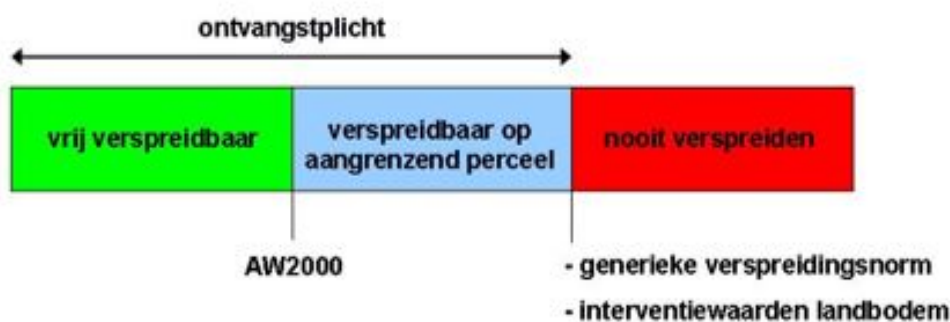 ontvangstplicht
vrij verspreidbaar
verspreidbaar op
aangrenzend perceel
nooit verspreiden
AW2000
- generieke verspreidingsnorm
- interventiewaarden landbodem